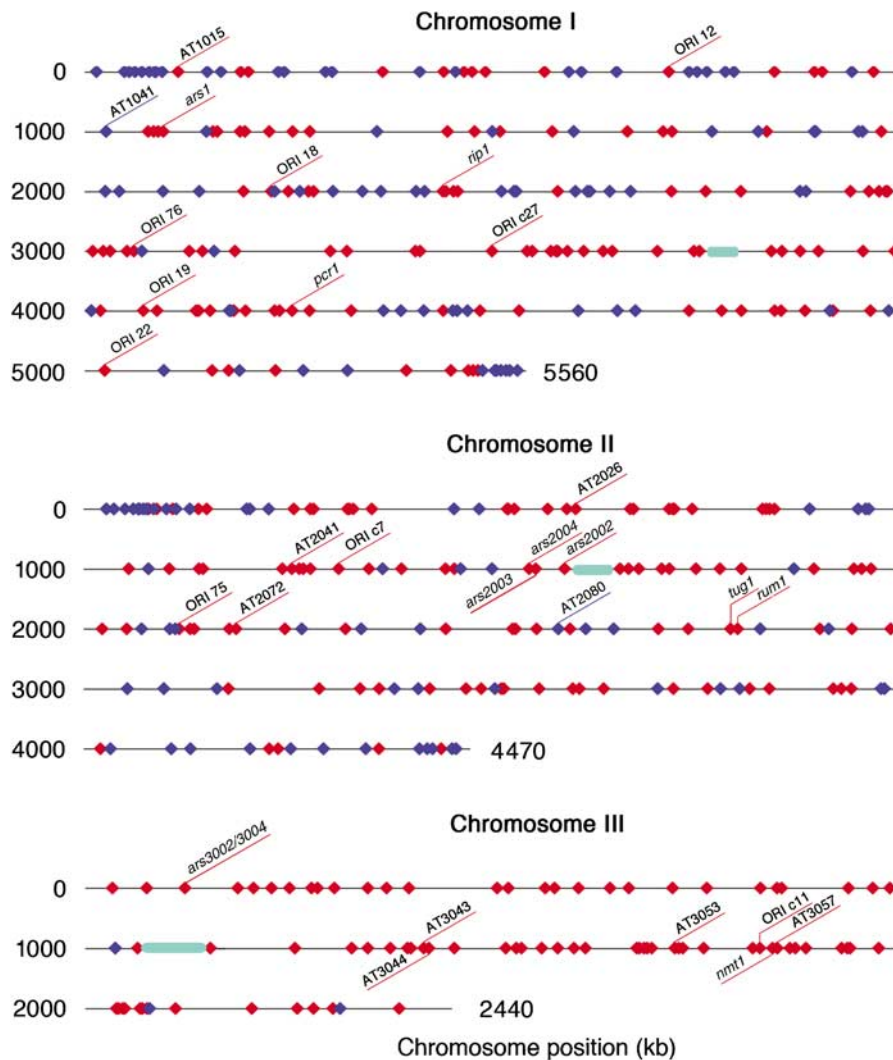 Chromosome I
AT1015
ORI 12
0
AT1041
ars1
1000
ORI 18
rip1
2000
ORI 76
ORI c27
3000
ORI 19
pcr1
4000
ORI 22
5000
5560
Chromosome II
AT2026
0
AT2041
ORI c7
ars2004
ars2002
1000
ars2003
ORI 75
AT2072
AT2080
tug1
rum1
2000
3000
4000
4470
Chromosome III
ars3002/3004
0
AT3043
AT3053
ORI c11
AT3057
1000
AT3044
nmt1
2000
2440
Chromosome position (kb)